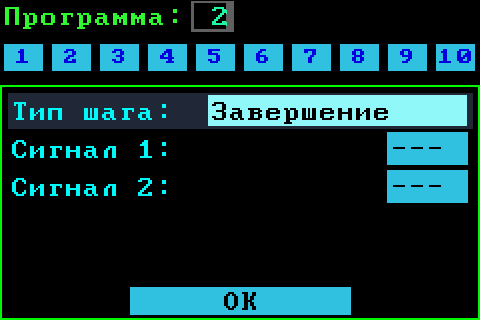 Программа: 2
1 2 3 4 5 6 7 8 9 10
Тип шага: Завершение
Сигнал 1: ---
Сигнал 2: ---
OK